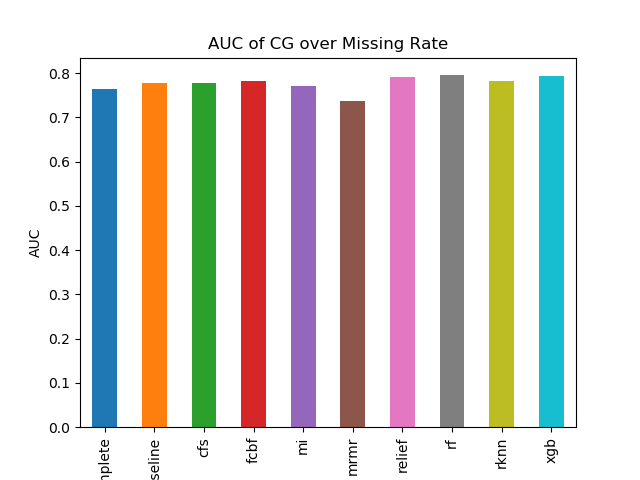 AUC of CG over Missing Rate
0.8
0.7
0.6
0.5
0.4
0.3
0.2
0.1
0.0
AUC
nplete
seline
cfs
fcbf
mi
mrmr
relief
rf
rknn
xgb